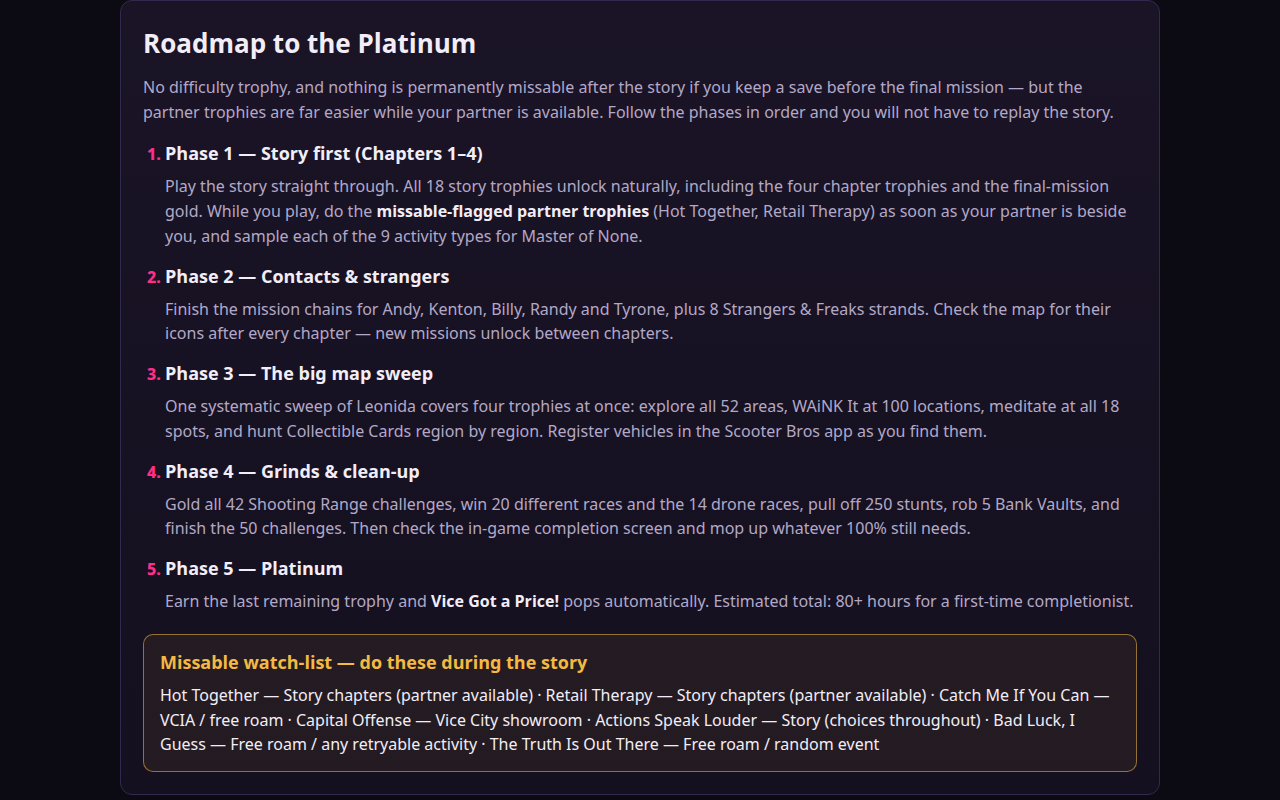 Roadmap to the Platinum
No difficulty trophy, and nothing is permanently missable after the story if you keep a save before the final mission — but the
partner trophies are far easier while your partner is available. Follow the phases in order and you will not have to replay the story.
1. Phase 1 — Story first (Chapters 1–4)
Play the story straight through. All 18 story trophies unlock naturally, including the four chapter trophies and the final-mission
gold. While you play, do the missable-flagged partner trophies (Hot Together, Retail Therapy) as soon as your partner is beside
you, and sample each of the 9 activity types for Master of None.
2. Phase 2 — Contacts & strangers
Finish the mission chains for Andy, Kenton, Billy, Randy and Tyrone, plus 8 Strangers & Freaks strands. Check the map for their
icons after every chapter — new missions unlock between chapters.
3. Phase 3 — The big map sweep
One systematic sweep of Leonida covers four trophies at once: explore all 52 areas, WAiNK It at 100 locations, meditate at all 18
spots, and hunt Collectible Cards region by region. Register vehicles in the Scooter Bros app as you find them.
4. Phase 4 — Grinds & clean-up
Gold all 42 Shooting Range challenges, win 20 different races and the 14 drone races, pull off 250 stunts, rob 5 Bank Vaults, and
finish the 50 challenges. Then check the in-game completion screen and mop up whatever 100% still needs.
5. Phase 5 — Platinum
Earn the last remaining trophy and Vice Got a Price! pops automatically. Estimated total: 80+ hours for a first-time completionist.
Missable watch-list — do these during the story
Hot Together — Story chapters (partner available) · Retail Therapy — Story chapters (partner available) · Catch Me If You Can —
VCIA / free roam · Capital Offense — Vice City showroom · Actions Speak Louder — Story (choices throughout) · Bad Luck, I
Guess — Free roam / any retryable activity · The Truth Is Out There — Free roam / random event